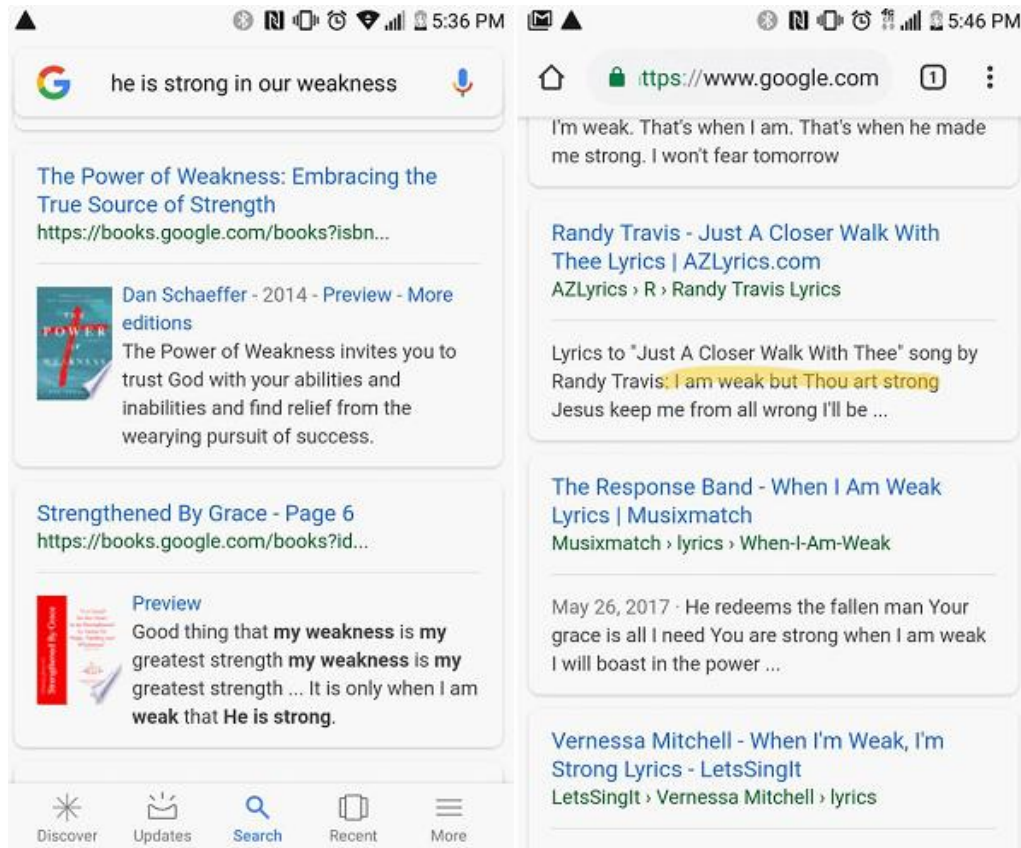 5:36 PM
he is strong in our weakness
The Power of Weakness: Embracing the
True Source of Strength
https://books.google.com/books?isbn...
THE
POWER
OF
WEAKNESS
Dan Schaeffer - 2014 - Preview - More
editions
The Power of Weakness invites you to
trust God with your abilities and
inabilities and find relief from the
wearying pursuit of success.
Strengthened By Grace - Page 6
https://books.google.com/books?id...
Strengthened By Grace
Preview
Good thing that my weakness is my
greatest strength my weakness is my
greatest strength ... It is only when I am
weak that He is strong.
Discover
Updates
Search
Recent
More
4G
5:46 PM
ttps://www.google.com
1
I'm weak. That's when I am. That's when he made
me strong. I won't fear tomorrow
Randy Travis - Just A Closer Walk With
Thee Lyrics | AZLyrics.com
AZLyrics › R › Randy Travis Lyrics
Lyrics to "Just A Closer Walk With Thee" song by
Randy Travis: I am weak but Thou art strong
Jesus keep me from all wrong I'll be ...
The Response Band - When I Am Weak
Lyrics | Musixmatch
Musixmatch › lyrics › When-I-Am-Weak
May 26, 2017 · He redeems the fallen man Your
grace is all I need You are strong when I am weak
I will boast in the power ...
Vernessa Mitchell - When I'm Weak, I'm
Strong Lyrics - LetsSingIt
LetsSingIt › Vernessa Mitchell › lyrics